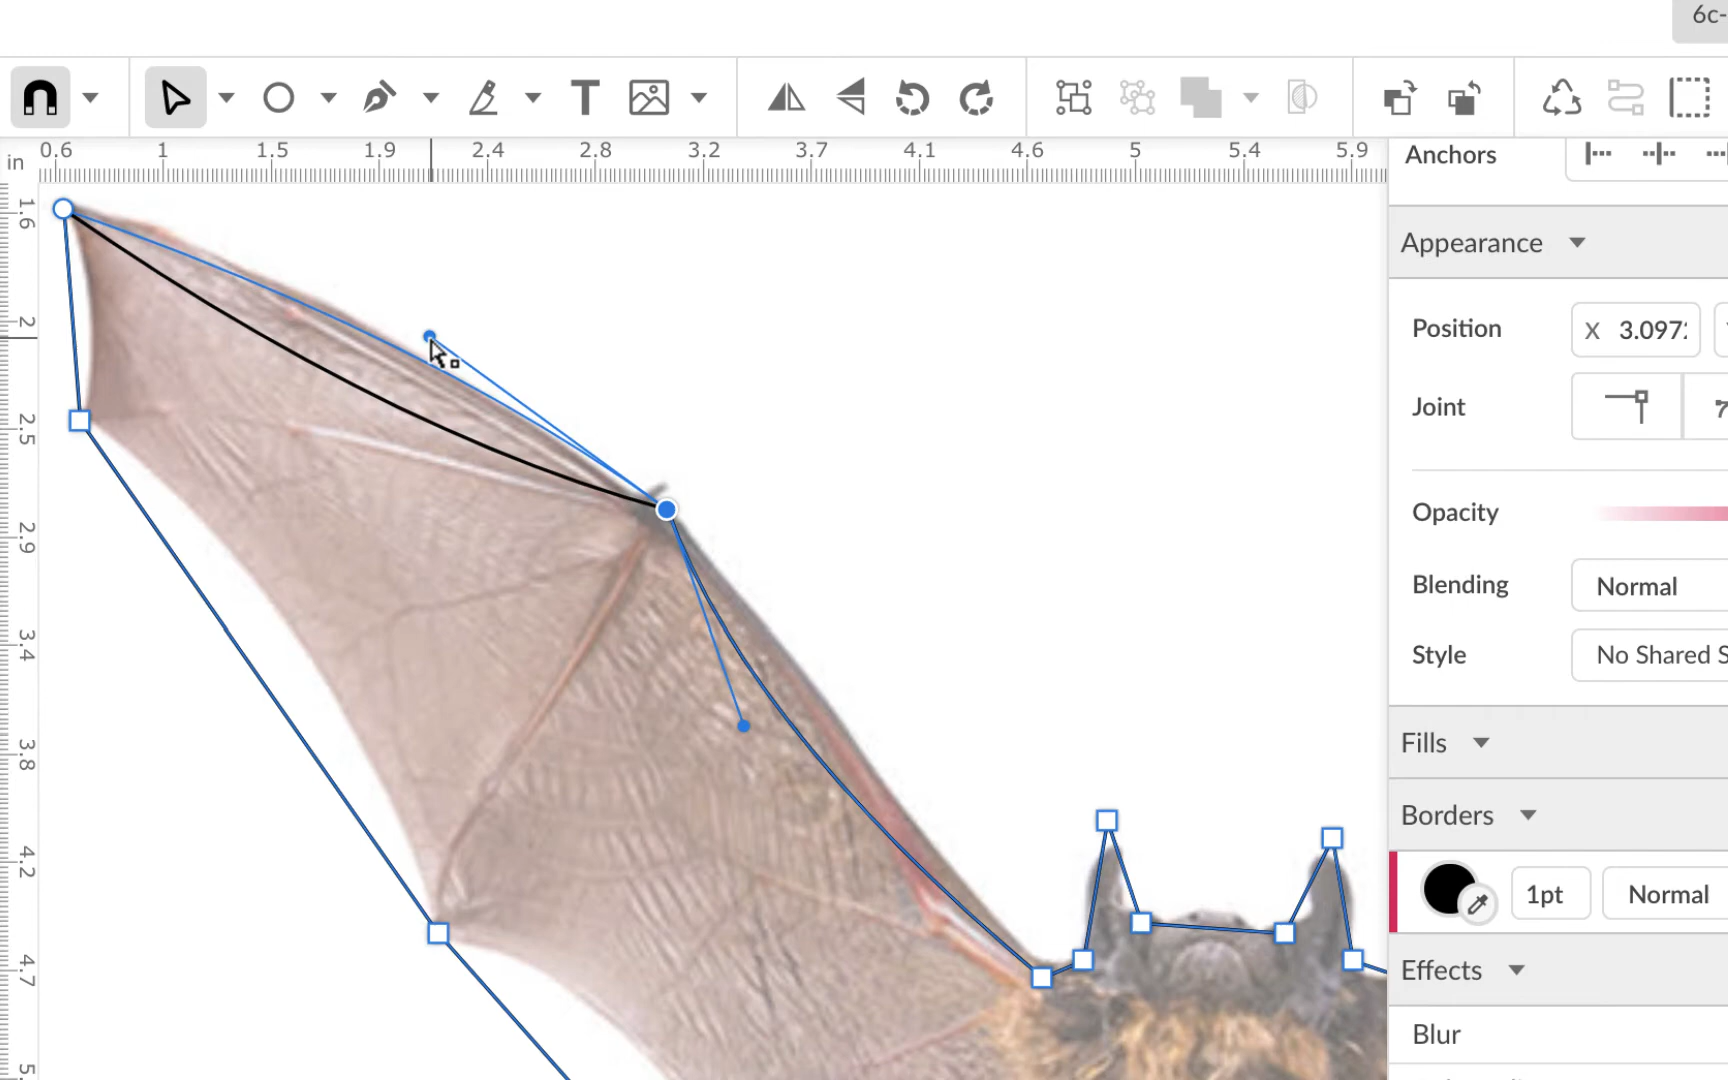 6c-
in
0.6 1 1.5 1.9 2.4 2.8 3.2 3.7 4.1 4.6 5 5.4 5.9
1.6
2
2.5
2.9
3.4
3.8
4.2
4.7
5.
Anchors
Appearance
Position X 3.097
Joint
Opacity
Blending Normal
Style No Shared S
Fills
Borders
1pt Normal
Effects
Blur